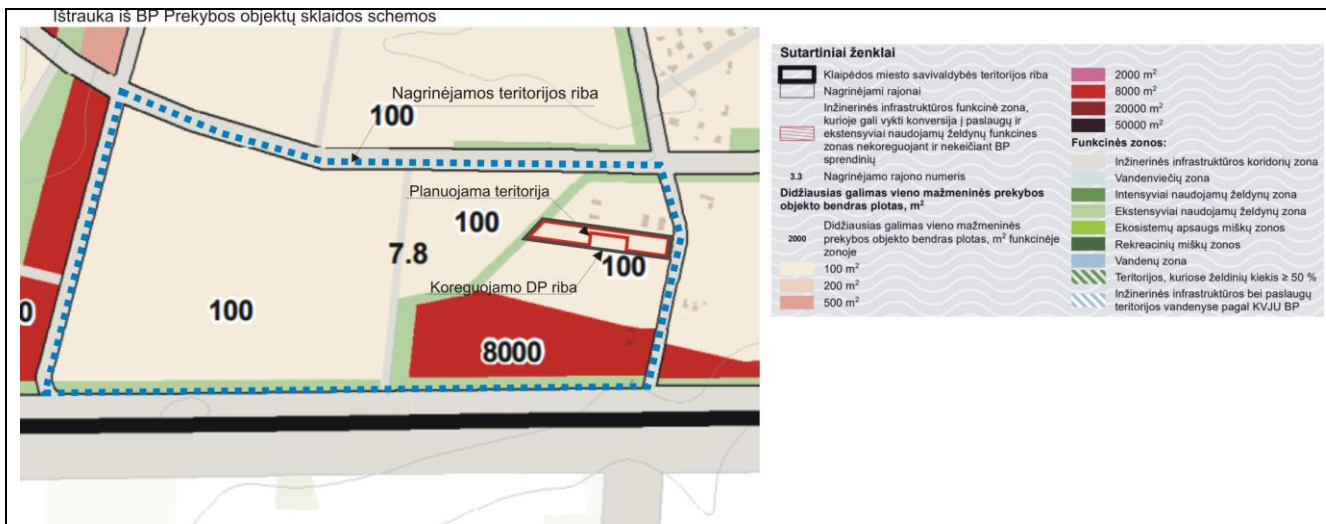 Ištrauka iš BP Prekybos objektų sklaidos schemos
Nagrinėjamos teritorijos riba
100
Planuojama teritorija
100
7.8
100
Koreguojamo DP riba
100
0
8000
Sutartiniai ženklai
Klaipėdos miesto savivaldybės teritorijos riba
Nagrinėjami rajonai
Inžinerinės infrastruktūros funkcinė zona,
kurioje gali vykti konversija į paslaugų ir
ekstensyviai naudojamų želdynų funkcines
zonas nekoreguojant ir nekeičiant BP
sprendinių
3.3 Nagrinėjamo rajono numeris
Didžiausias galimas vieno mažmeninės prekybos
objekto bendras plotas, m²
2000 Didžiausias galimas vieno mažmeninės
prekybos objekto bendras plotas, m² funkcinėje
zonoje
100 m²
200 m²
500 m²
2000 m²
8000 m²
20000 m²
50000 m²
Funkcinės zonos:
Inžinerinės infrastruktūros koridorių zona
Vandenviečių zona
Intensyviai naudojamų želdynų zona
Ekstensyviai naudojamų želdynų zona
Ekosistemų apsaugs miškų zonos
Rekreacinių miškų zonos
Vandenų zona
Teritorijos, kuriose želdinių kiekis ≥ 50 %
Inžinerinės infrastruktūros bei paslaugų
teritorijos vandenyse pagal KVJU BP